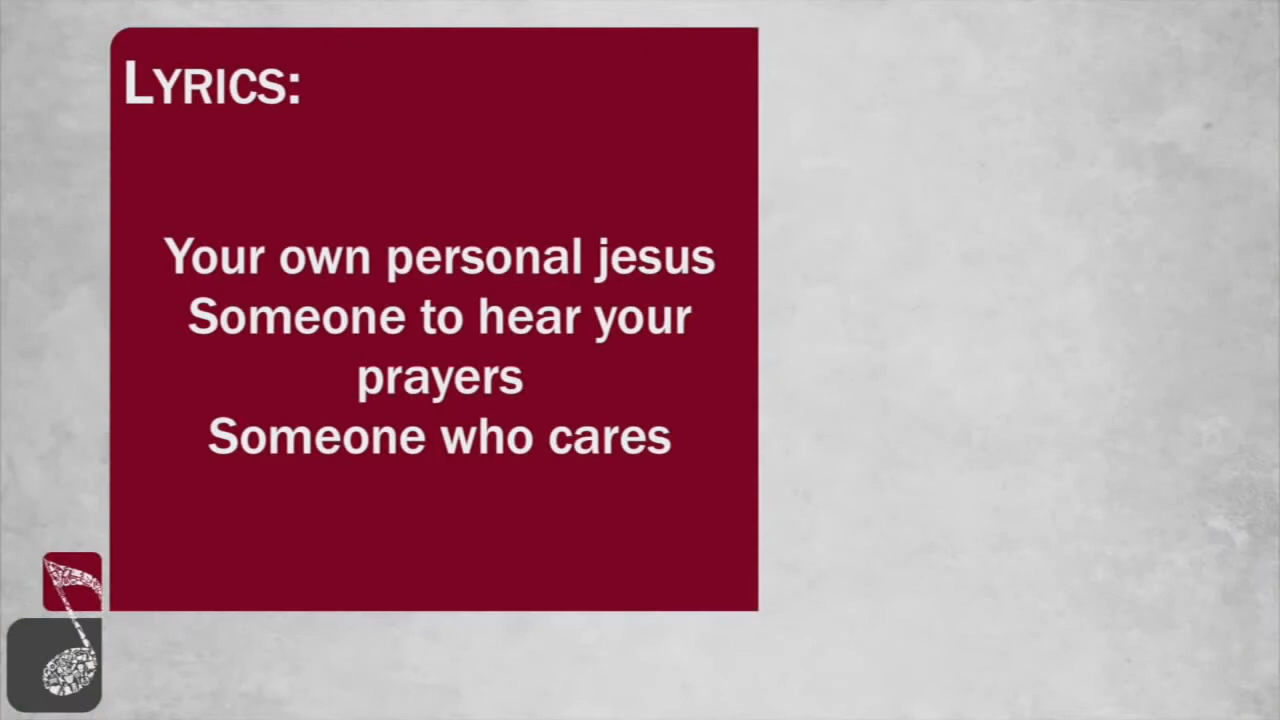 LYRICS:
Your own personal jesus
Someone to hear your
prayers
Someone who cares